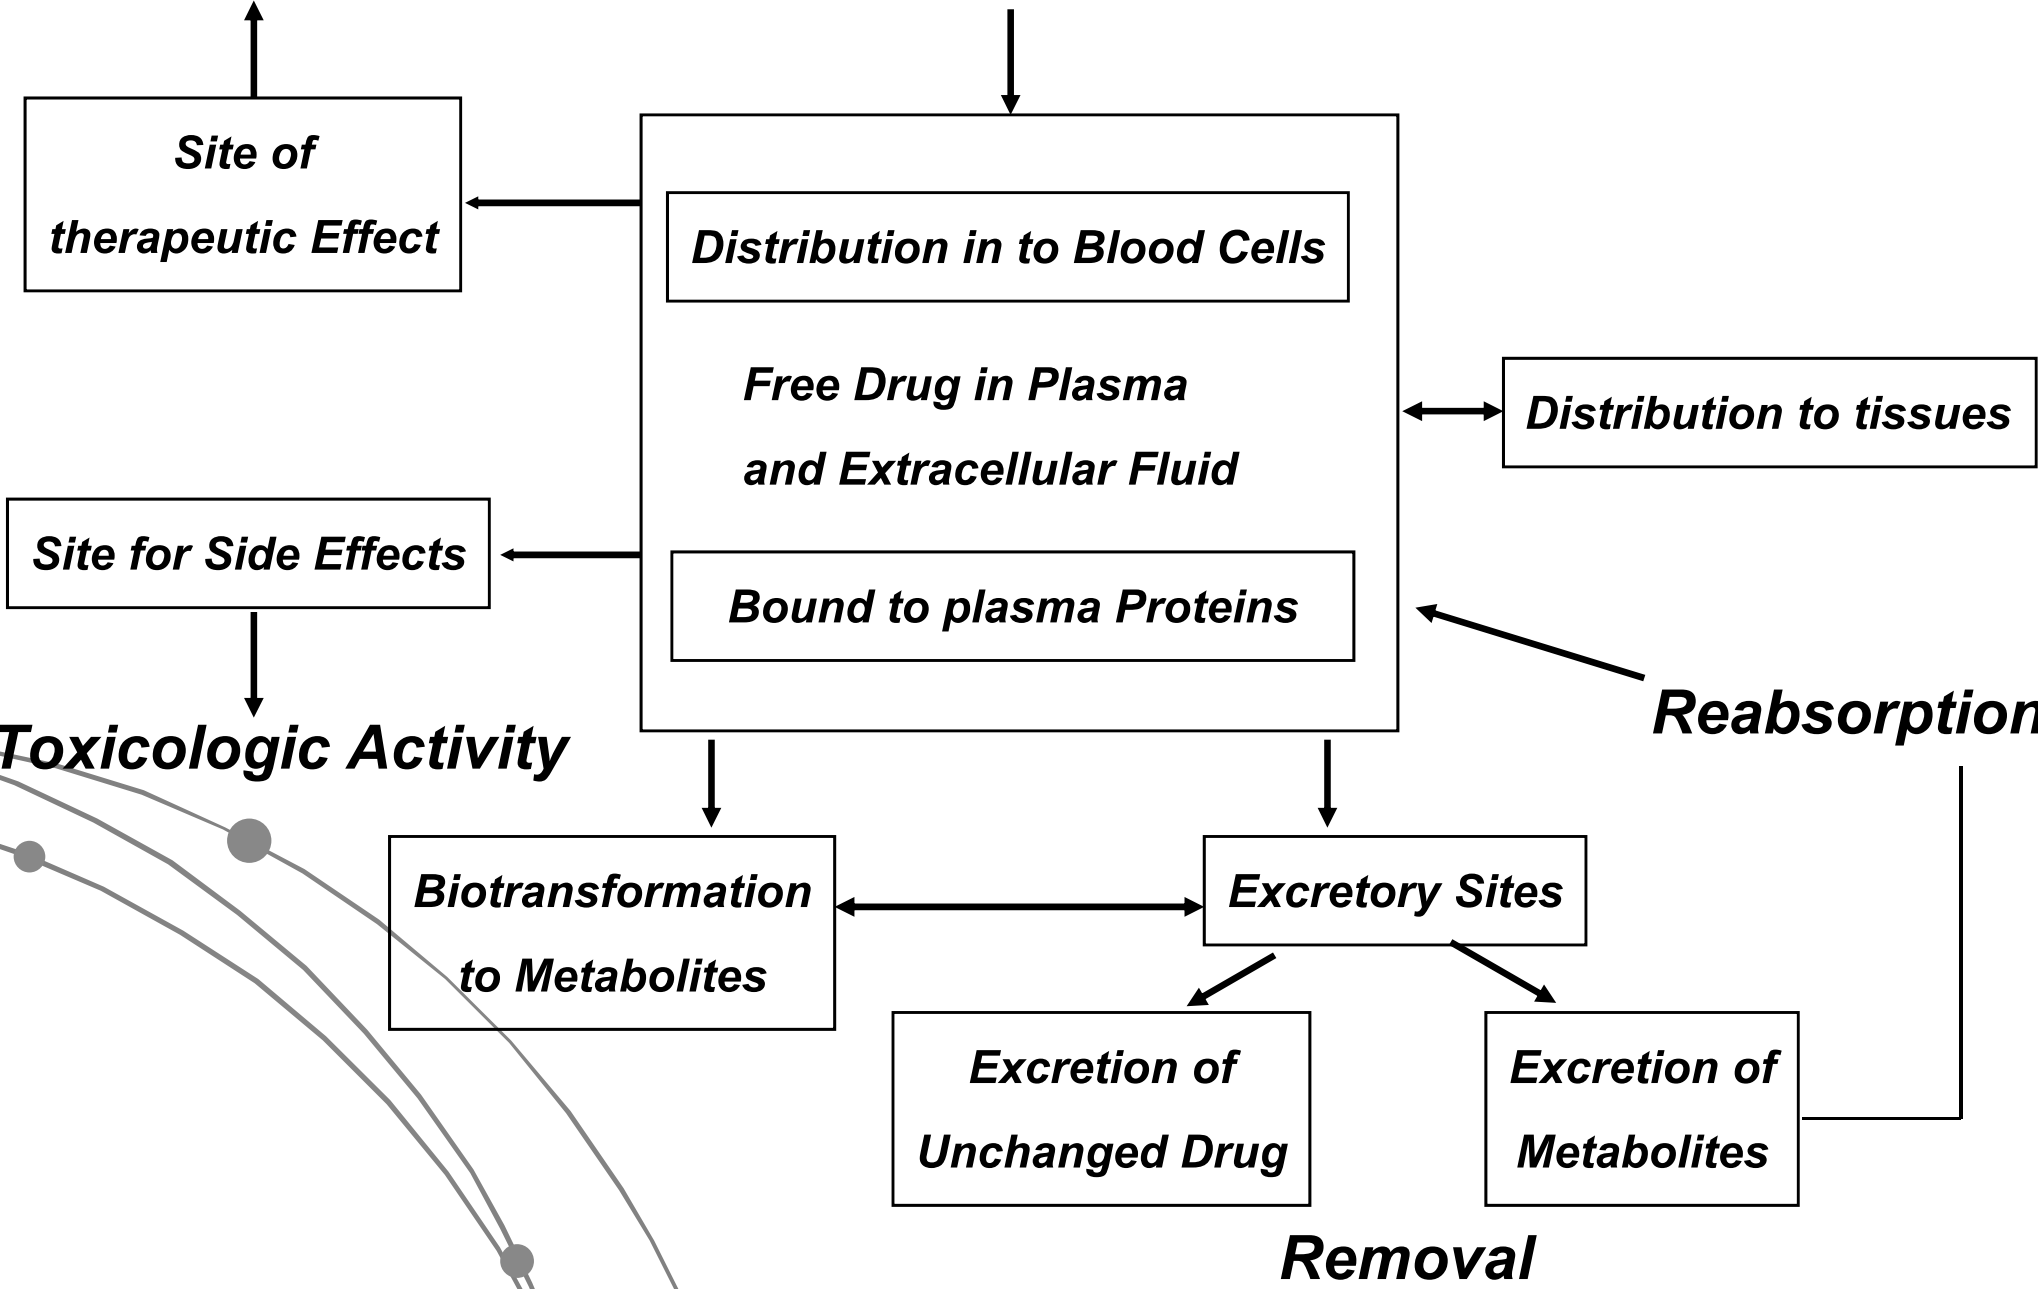 Site of
therapeutic Effect
Distribution in to Blood Cells
Free Drug in Plasma
and Extracellular Fluid
Distribution to tissues
Site for Side Effects
Bound to plasma Proteins
Reabsorption
Toxicologic Activity
Biotransformation
to Metabolites
Excretory Sites
Excretion of
Unchanged Drug
Excretion of
Metabolites
Removal